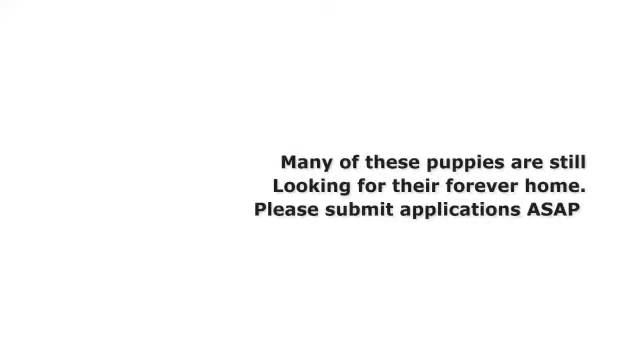 Many of these puppies are still
Looking for their forever home.
Please submit applications ASAP